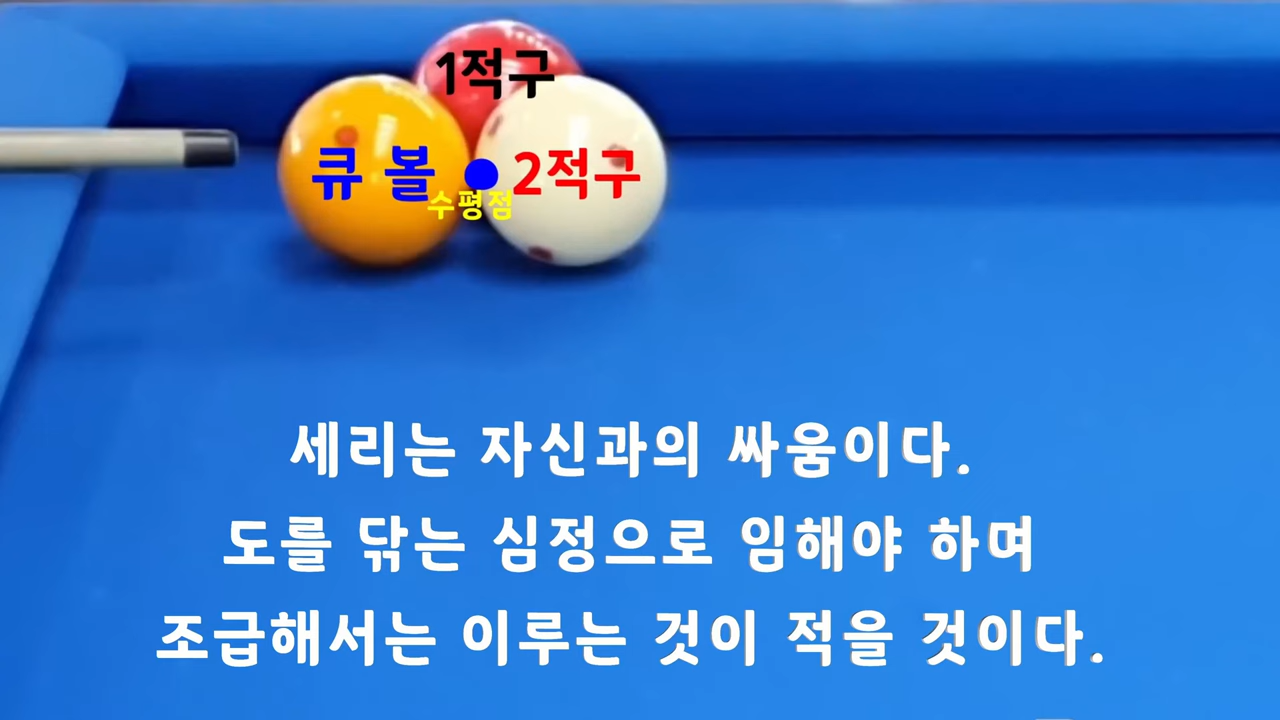 1적구
큐 볼 2적구
수평점
세리는 자신과의 싸움이다.
도를 닦는 심정으로 임해야 하며
조급해서는 이루는 것이 적을 것이다.